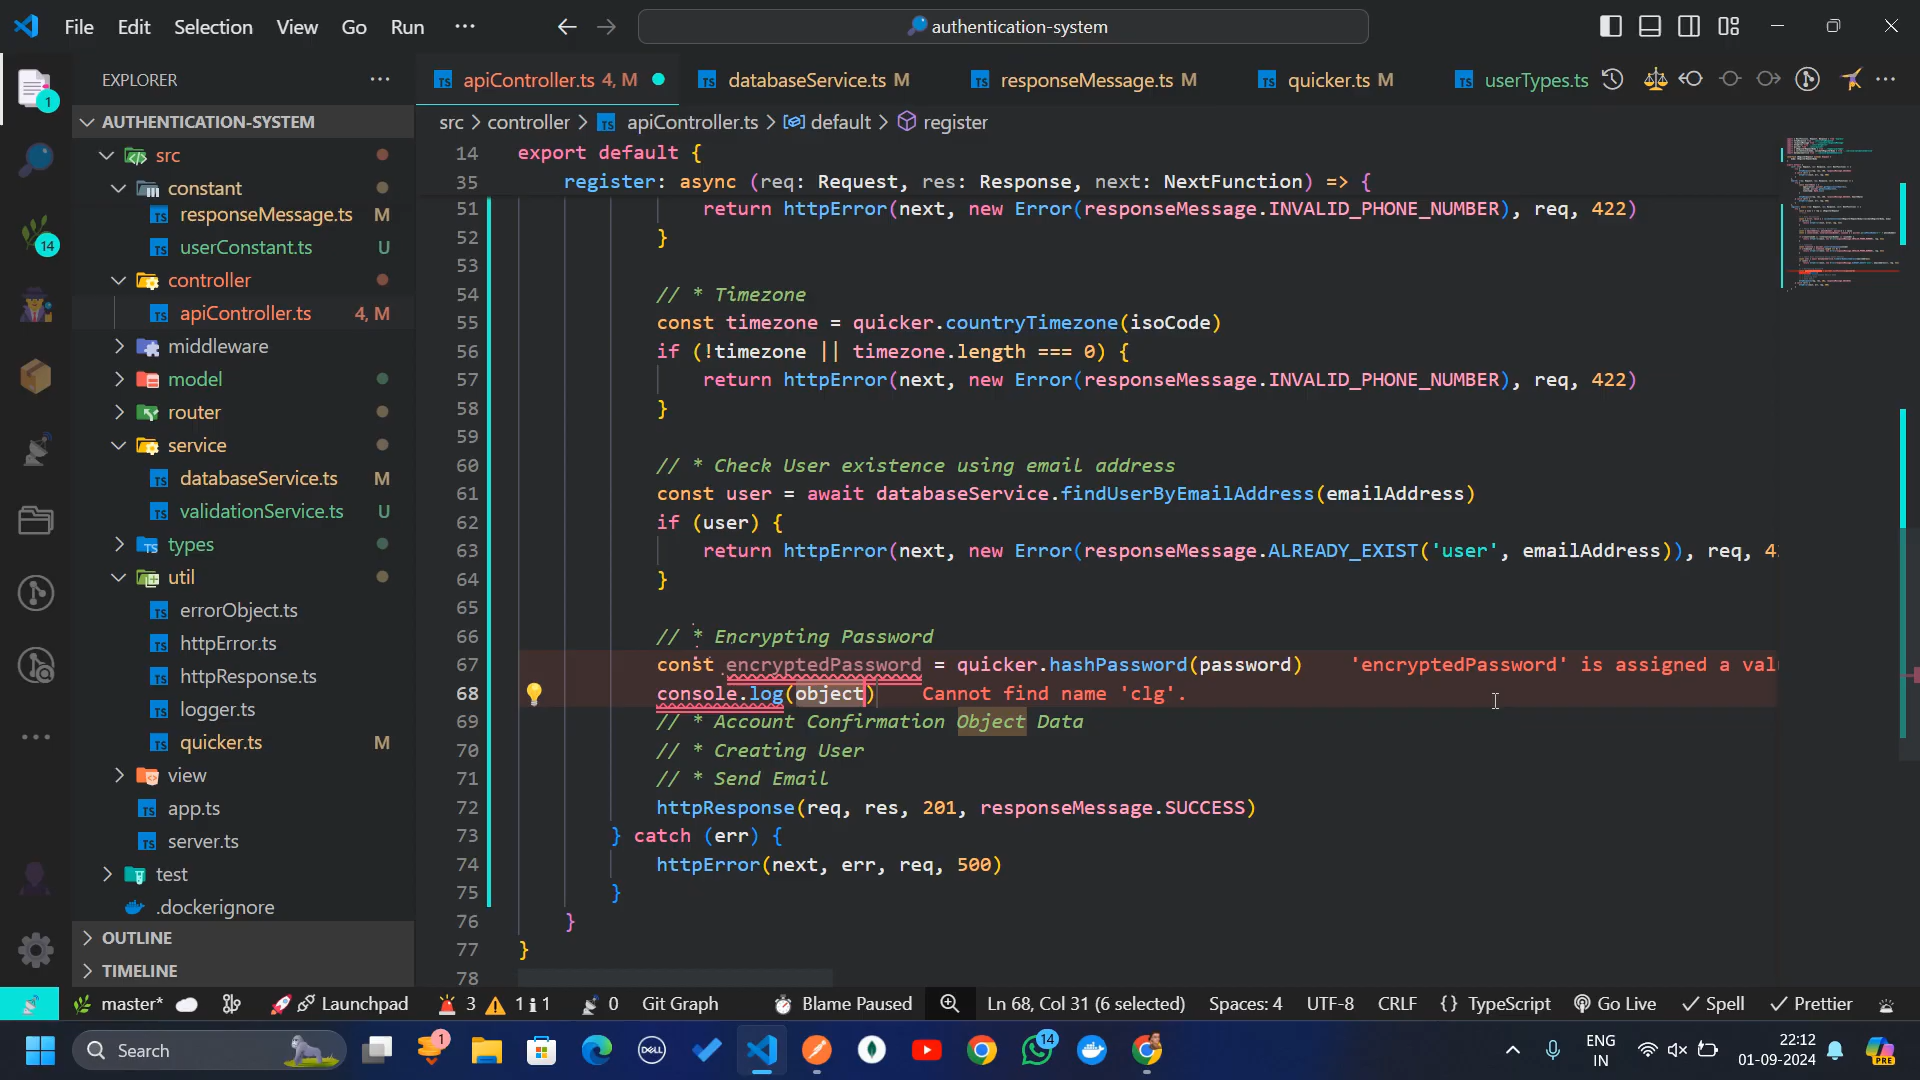 File Edit Selection View Go Run ···
authentication-system
EXPLORER
apiController.ts 4, M
databaseService.ts M
responseMessage.ts M
quicker.ts M
userTypes.ts
1
AUTHENTICATION-SYSTEM
src
constant
responseMessage.ts M
userConstant.ts U
14
controller
apiController.ts 4, M
middleware
model
router
service
databaseService.ts M
validationService.ts U
types
util
errorObject.ts
httpError.ts
httpResponse.ts
logger.ts
quicker.ts M
view
app.ts
server.ts
test
.dockerignore
OUTLINE
TIMELINE
src > controller > apiController.ts > default > register
14 export default {
35 register: async (req: Request, res: Response, next: NextFunction) => {
51 return httpError(next, new Error(responseMessage.INVALID_PHONE_NUMBER), req, 422)
52 }
53
54 // * Timezone
55 const timezone = quicker.countryTimezone(isoCode)
56 if (!timezone || timezone.length === 0) {
57 return httpError(next, new Error(responseMessage.INVALID_PHONE_NUMBER), req, 422)
58 }
59
60 // * Check User existence using email address
61 const user = await databaseService.findUserByEmailAddress(emailAddress)
62 if (user) {
63 return httpError(next, new Error(responseMessage.ALREADY_EXIST('user', emailAddress)), req, 4
64 }
65
66 // * Encrypting Password
67 const encryptedPassword = quicker.hashPassword(password) 'encryptedPassword' is assigned a val
68 console.log(object) Cannot find name 'clg'.
69 // * Account Confirmation Object Data
70 // * Creating User
71 // * Send Email
72 httpResponse(req, res, 201, responseMessage.SUCCESS)
73 } catch (err) {
74 httpError(next, err, req, 500)
75 }
76 }
77 }
78
master* Launchpad 3 1 1 0 Git Graph Blame Paused Ln 68, Col 31 (6 selected) Spaces: 4 UTF-8 CRLF {} TypeScript Go Live Spell Prettier
Search
1
DELL
14
ENG
IN
22:12
01-09-2024
PRE